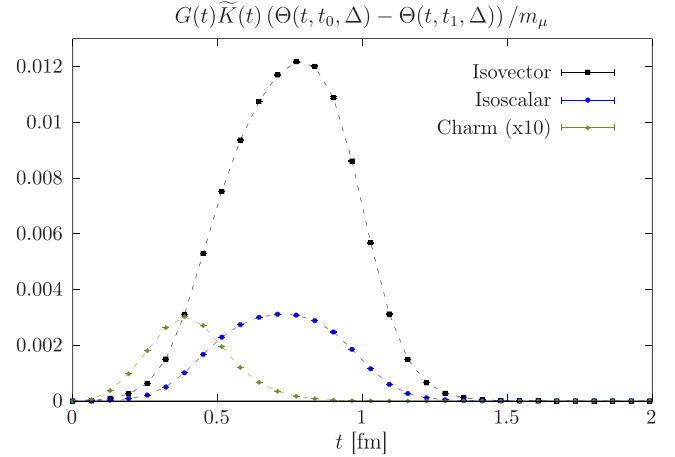 G(t)K̃(t) (Θ(t, t₀, Δ) − Θ(t, t₁, Δ)) /m_μ
0.012
0.01
0.008
0.006
0.004
0.002
0
Isovector
Isoscalar
Charm (x10)
0 0.5 1 1.5 2
t [fm]